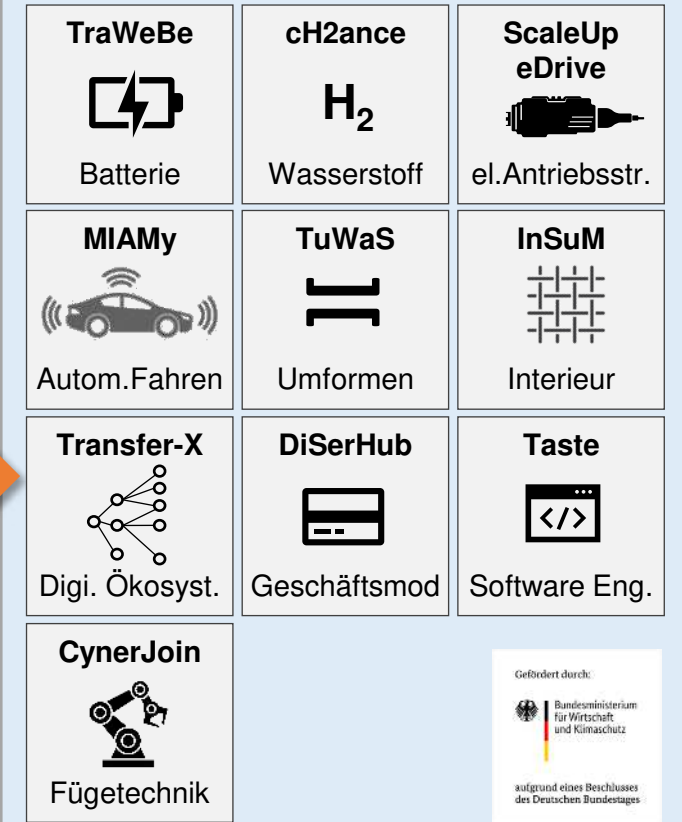 TraWeBe
Batterie
cH2ance
H₂
Wasserstoff
ScaleUp
eDrive
el.Antriebsstr.
MIAMy
Autom.Fahren
TuWaS
Umformen
InSuM
Interieur
Transfer-X
Digi. Ökosyst.
DiSerHub
Geschäftsmod
Taste
</>
Software Eng.
CynerJoin
Fügetechnik
Gefördert durch:
Bundesministerium
für Wirtschaft
und Klimaschutz
aufgrund eines Beschlusses
des Deutschen Bundestages